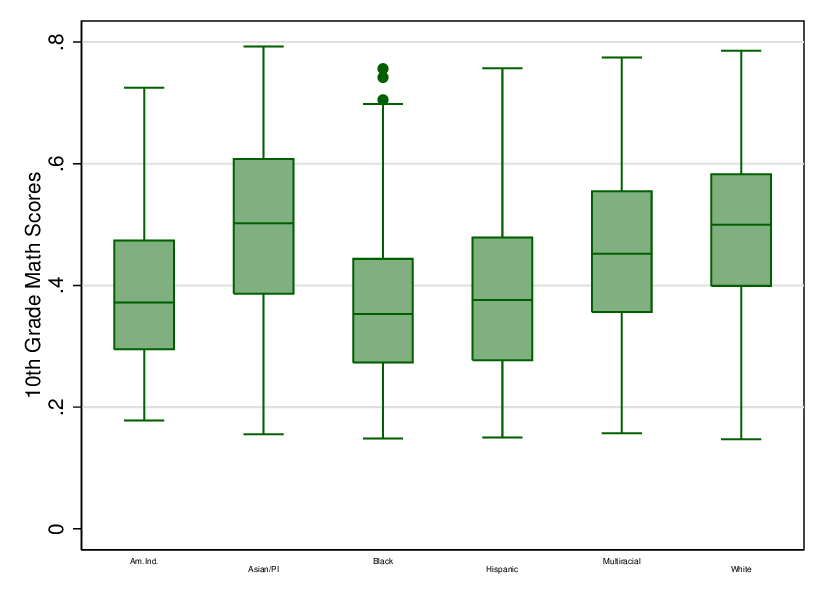 10th Grade Math Scores
.8
.6
.4
.2
0
Am.Ind.
Asian/PI
Black
Hispanic
Multiracial
White